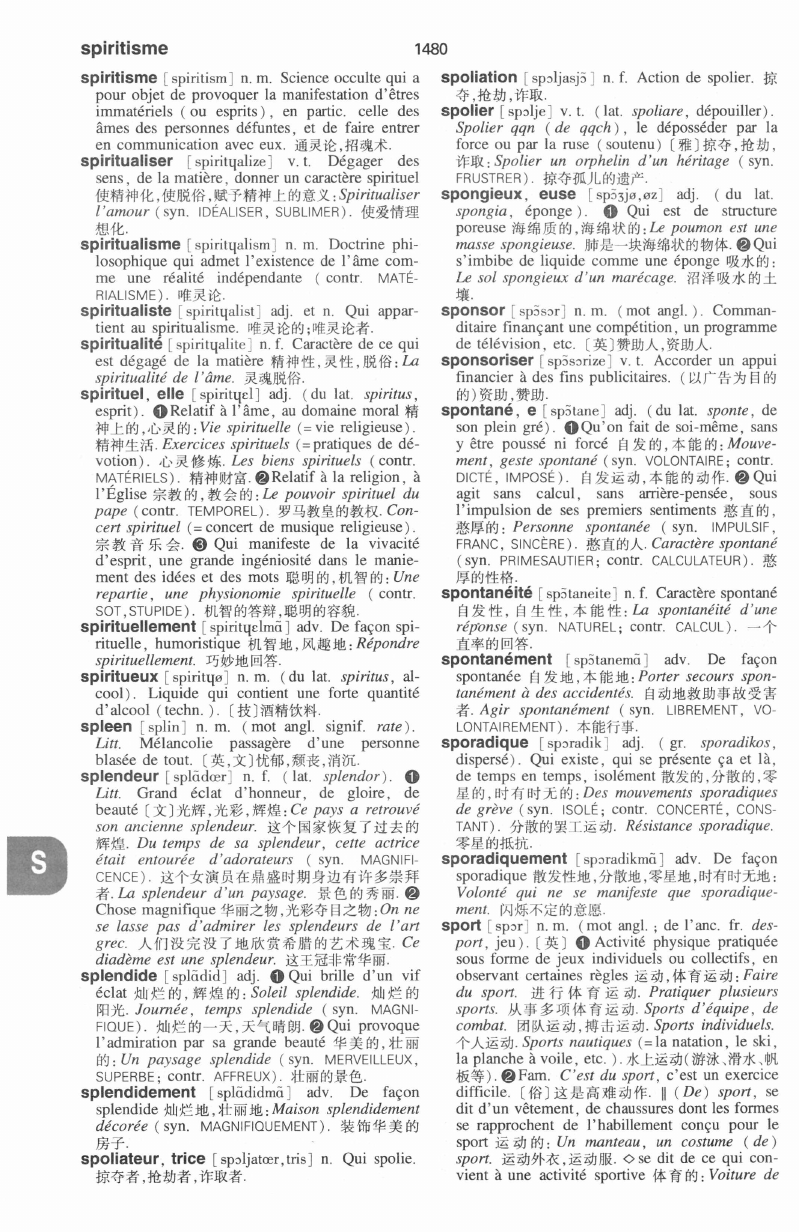 spiritisme
1480
spiritisme [spiritism] n. m. Science occulte qui a
pour objet de provoquer la manifestation d'êtres
immatériels (ou esprits), en partic. celle des
âmes des personnes défuntes, et de faire entrer
en communication avec eux. 通灵论,招魂术.
spiritualiser [spiritɥalize] v.t. Dégager des
sens, de la matière, donner un caractère spirituel
使精神化,使脱俗,赋予精神上的意义:Spiritualiser
l'amour (syn. IDÉALISER, SUBLIMER). 使爱情理
想化.
spiritualisme [spiritɥalism] n. m. Doctrine phi-
losophique qui admet l'existence de l'âme com-
me une réalité indépendante (contr. MATÉ-
RIALISME). 唯灵论.
spiritualiste [spiritɥalist] adj. et n. Qui appar-
tient au spiritualisme. 唯灵论的;唯灵论者.
spiritualité [spiritɥalite] n. f. Caractère de ce qui
est dégagé de la matière 精神性,灵性,脱俗:La
spiritualité de l'âme. 灵魂脱俗.
spirituel, elle [spiritɥɛl] adj. (du lat. spiritus,
esprit). ❶Relatif à l'âme, au domaine moral 精
神上的,心灵的:Vie spirituelle (=vie religieuse).
精神生活. Exercices spirituels (=pratiques de dé-
votion). 心灵修炼. Les biens spirituels (contr.
MATÉRIELS). 精神财富.❷Relatif à la religion, à
l'Église 宗教的,教会的:Le pouvoir spirituel du
pape (contr. TEMPOREL). 罗马教皇的教权. Con-
cert spirituel (=concert de musique religieuse).
宗教音乐会. ❸ Qui manifeste de la vivacité
d'esprit, une grande ingéniosité dans le manie-
ment des idées et des mots 聪明的,机智的:Une
repartie, une physionomie spirituelle (contr.
SOT,STUPIDE). 机智的答辩,聪明的容貌.
spirituellement [spiritɥɛlmɑ̃] adv. De façon spi-
rituelle, humoristique 机智地,风趣地:Répondre
spirituellement. 巧妙地回答.
spiritueux [spiritɥø] n. m. (du lat. spiritus, al-
cool). Liquide qui contient une forte quantité
d'alcool (techn.). 〔技〕酒精饮料.
spleen [splin] n. m. (mot angl. signif. rate).
Litt. Mélancolie passagère d'une personne
blasée de tout. 〔英,文〕忧郁,颓丧,消沉.
splendeur [splɑ̃dœr] n. f. (lat. splendor). ❶
Litt. Grand éclat d'honneur, de gloire, de
beauté〔文〕光辉,光彩,辉煌:Ce pays a retrouvé
son ancienne splendeur. 这个国家恢复了过去的
辉煌. Du temps de sa splendeur, cette actrice
était entourée d'adorateurs (syn. MAGNIFI-
CENCE). 这个女演员在鼎盛时期身边有许多崇拜
者. La splendeur d'un paysage. 景色的秀丽. ❷
Chose magnifique 华丽之物,光彩夺目之物:On ne
se lasse pas d'admirer les splendeurs de l'art
grec. 人们没完没了地欣赏希腊的艺术瑰宝. Ce
diadème est une splendeur. 这王冠非常华丽.
splendide [splɑ̃did] adj. ❶Qui brille d'un vif
éclat 灿烂的,辉煌的:Soleil splendide. 灿烂的
阳光. Journée, temps splendide (syn. MAGNI-
FIQUE). 灿烂的一天,天气晴朗. ❷Qui provoque
l'admiration par sa grande beauté 华美的,壮丽
的:Un paysage splendide (syn. MERVEILLEUX,
SUPERBE; contr. AFFREUX). 壮丽的景色.
splendidement [splɑ̃didmɑ̃] adv. De façon
splendide 灿烂地,壮丽地:Maison splendidement
décorée (syn. MAGNIFIQUEMENT). 装饰华美的
房子.
spoliateur, trice [spɔljatœr,tris] n. Qui spolie.
掠夺者,抢劫者,诈取者.
S
spoliation [spɔljasjɔ̃] n. f. Action de spolier. 掠
夺,抢劫,诈取.
spolier [spɔlje] v. t. (lat. spoliare, dépouiller).
Spolier qqn (de qqch), le déposséder par la
force ou par la ruse (soutenu)〔雅〕掠夺,抢劫,
诈取:Spolier un orphelin d'un héritage (syn.
FRUSTRER). 掠夺孤儿的遗产.
spongieux, euse [spɔ̃ʒjø,øz] adj. (du lat.
spongia, éponge). ❶ Qui est de structure
poreuse 海绵质的,海绵状的:Le poumon est une
masse spongieuse. 肺是一块海绵状的物体.❷Qui
s'imbibe de liquide comme une éponge 吸水的:
Le sol spongieux d'un marécage. 沼泽吸水的土
壤.
sponsor [spɔ̃sɔr] n. m. (mot angl.). Comman-
ditaire finançant une compétition, un programme
de télévision, etc. 〔英〕赞助人,资助人.
sponsoriser [spɔ̃sɔrize] v. t. Accorder un appui
financier à des fins publicitaires. (以广告为目的
的)资助,赞助.
spontané, e [spɔ̃tane] adj. (du lat. sponte, de
son plein gré). ❶Qu'on fait de soi-même, sans
y être poussé ni forcé 自发的,本能的:Mouve-
ment, geste spontané (syn. VOLONTAIRE; contr.
DICTÉ, IMPOSÉ). 自发运动,本能的动作. ❷Qui
agit sans calcul, sans arrière-pensée, sous
l'impulsion de ses premiers sentiments 憨直的,
憨厚的: Personne spontanée (syn. IMPULSIF,
FRANC, SINCÈRE). 憨直的人. Caractère spontané
(syn. PRIMESAUTIER; contr. CALCULATEUR). 憨
厚的性格.
spontanéité [spɔ̃taneite] n. f. Caractère spontané
自发性,自生性,本能性:La spontanéité d'une
réponse (syn. NATUREL; contr. CALCUL). 一个
直率的回答.
spontanément [spɔ̃tanemɑ̃] adv. De façon
spontanée 自发地,本能地:Porter secours spon-
tanément à des accidentés. 自动地救助事故受害
者. Agir spontanément (syn. LIBREMENT, VO-
LONTAIREMENT). 本能行事.
sporadique [spɔradik] adj. (gr. sporadikos,
dispersé). Qui existe, qui se présente ça et là,
de temps en temps, isolément 散发的,分散的,零
星的,时有时无的:Des mouvements sporadiques
de grève (syn. ISOLÉ; contr. CONCERTÉ, CONS-
TANT). 分散的罢工运动. Résistance sporadique.
零星的抵抗.
sporadiquement [spɔradikmɑ̃] adv. De façon
sporadique 散发性地,分散地,零星地,时有时无地:
Volonté qui ne se manifeste que sporadique-
ment. 闪烁不定的意愿.
sport [spɔr] n. m. (mot angl.; de l'anc. fr. des-
port, jeu).〔英〕❶Activité physique pratiquée
sous forme de jeux individuels ou collectifs, en
observant certaines règles 运动,体育运动:Faire
du sport. 进行体育运动. Pratiquer plusieurs
sports. 从事多项体育运动. Sports d'équipe, de
combat. 团队运动,搏击运动. Sports individuels.
个人运动. Sports nautiques (=la natation, le ski,
la planche à voile, etc.).水上运动(游泳、滑水、帆
板等).❷Fam. C'est du sport, c'est un exercice
difficile. 〔俗〕这是高难动作. ‖ (De) sport, se
dit d'un vêtement, de chaussures dont les formes
se rapprochent de l'habillement conçu pour le
sport 运动的: Un manteau, un costume (de)
sport. 运动外衣,运动服. ◇se dit de ce qui con-
vient à une activité sportive 体育的:Voiture de